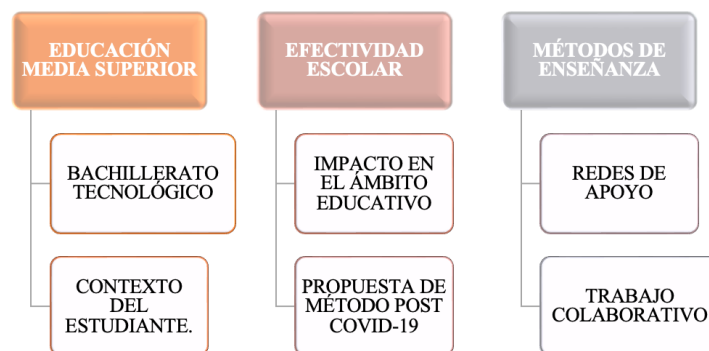 EDUCACIÓN
MEDIA SUPERIOR
BACHILLERATO
TECNOLÓGICO
CONTEXTO
DEL
ESTUDIANTE.
EFECTIVIDAD
ESCOLAR
IMPACTO EN
EL ÁMBITO
EDUCATIVO
PROPUESTA DE
MÉTODO POST
COVID-19
MÉTODOS DE
ENSEÑANZA
REDES DE
APOYO
TRABAJO
COLABORATIVO